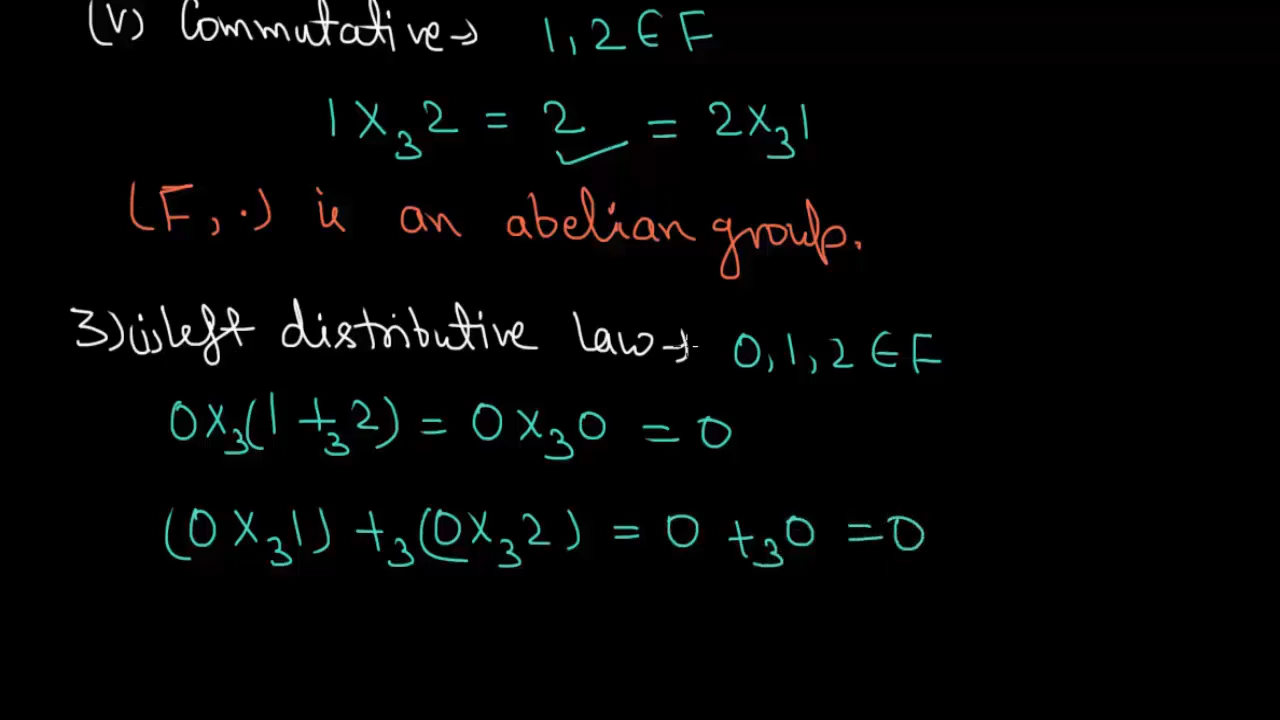 (v) Commutative→ 1, 2 ∈ F
1 ×₃ 2 = 2 = 2 ×₃ 1
(F, ·) is an abelian group.
3) (i) left distributive law→ 0, 1, 2 ∈ F
0 ×₃ (1 +₃ 2) = 0 ×₃ 0 = 0
(0 ×₃ 1) +₃ (0 ×₃ 2) = 0 +₃ 0 = 0